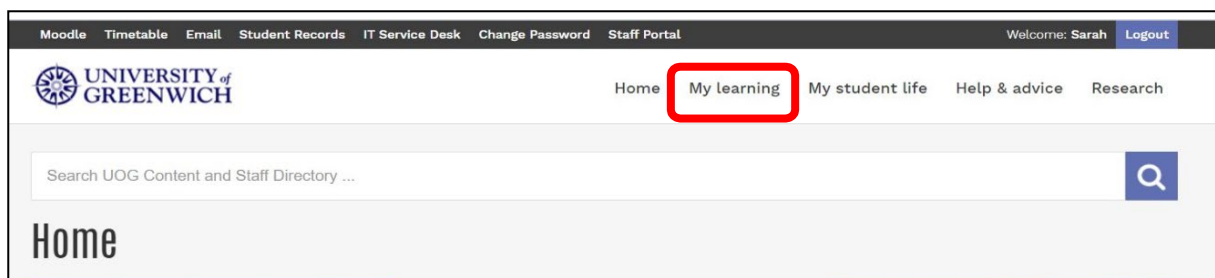 Moodle Timetable Email Student Records IT Service Desk Change Password Staff Portal Welcome: Sarah Logout
UNIVERSITY of
GREENWICH
Home My learning My student life Help & advice Research
Search UOG Content and Staff Directory ...
Home